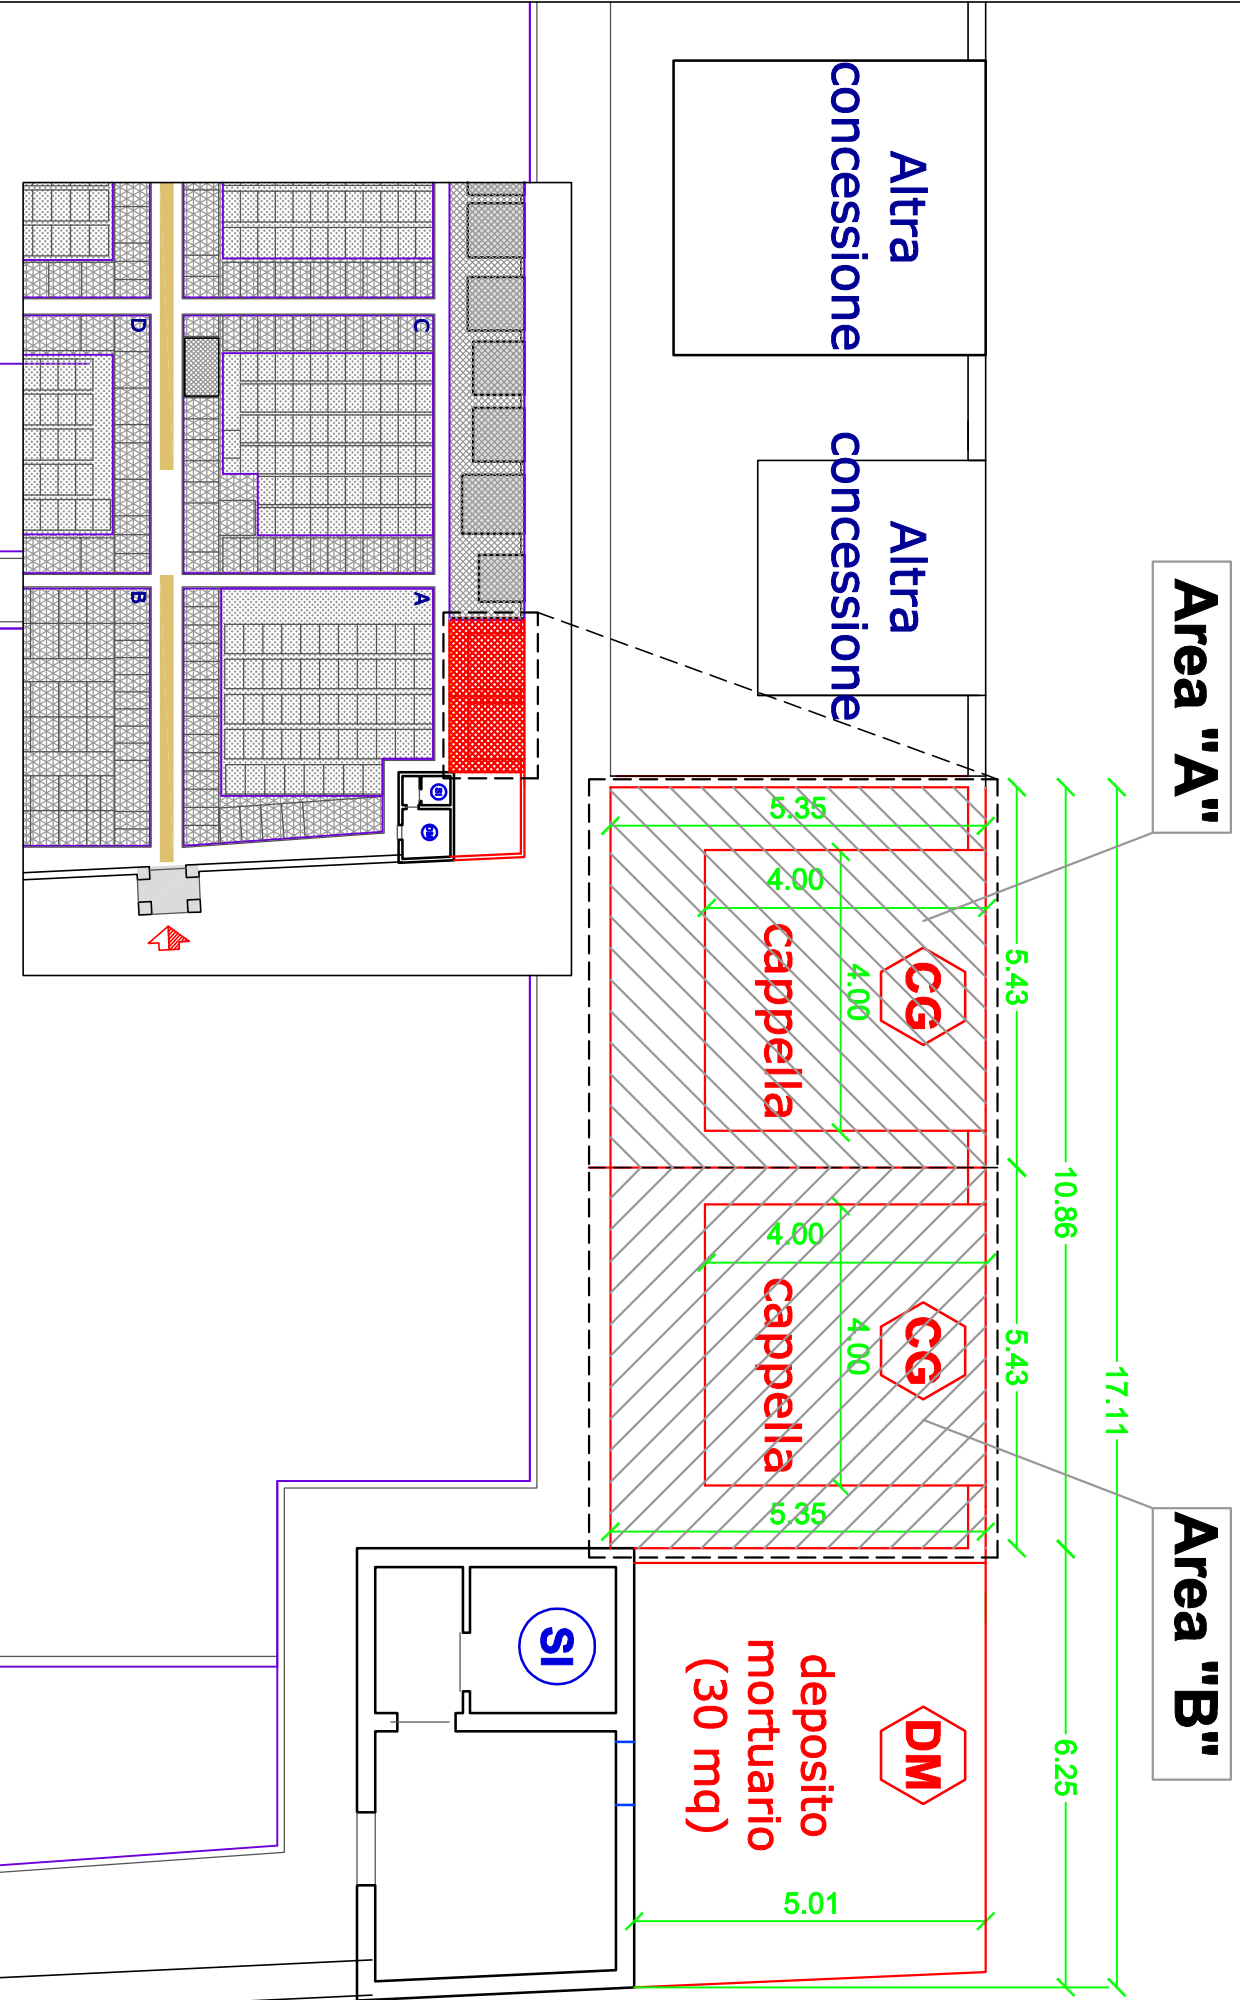 Area "A"
Area "B"
17.11
10.86
6.25
5.43
5.43
Altra
concessione
Altra
concessione
CG
cappella
5.35
4.00
4.00
CG
cappella
4.00
4.00
5.35
DM
deposito
mortuario
(30 mq)
5.01
SI
C
A
D
B
SI
DM